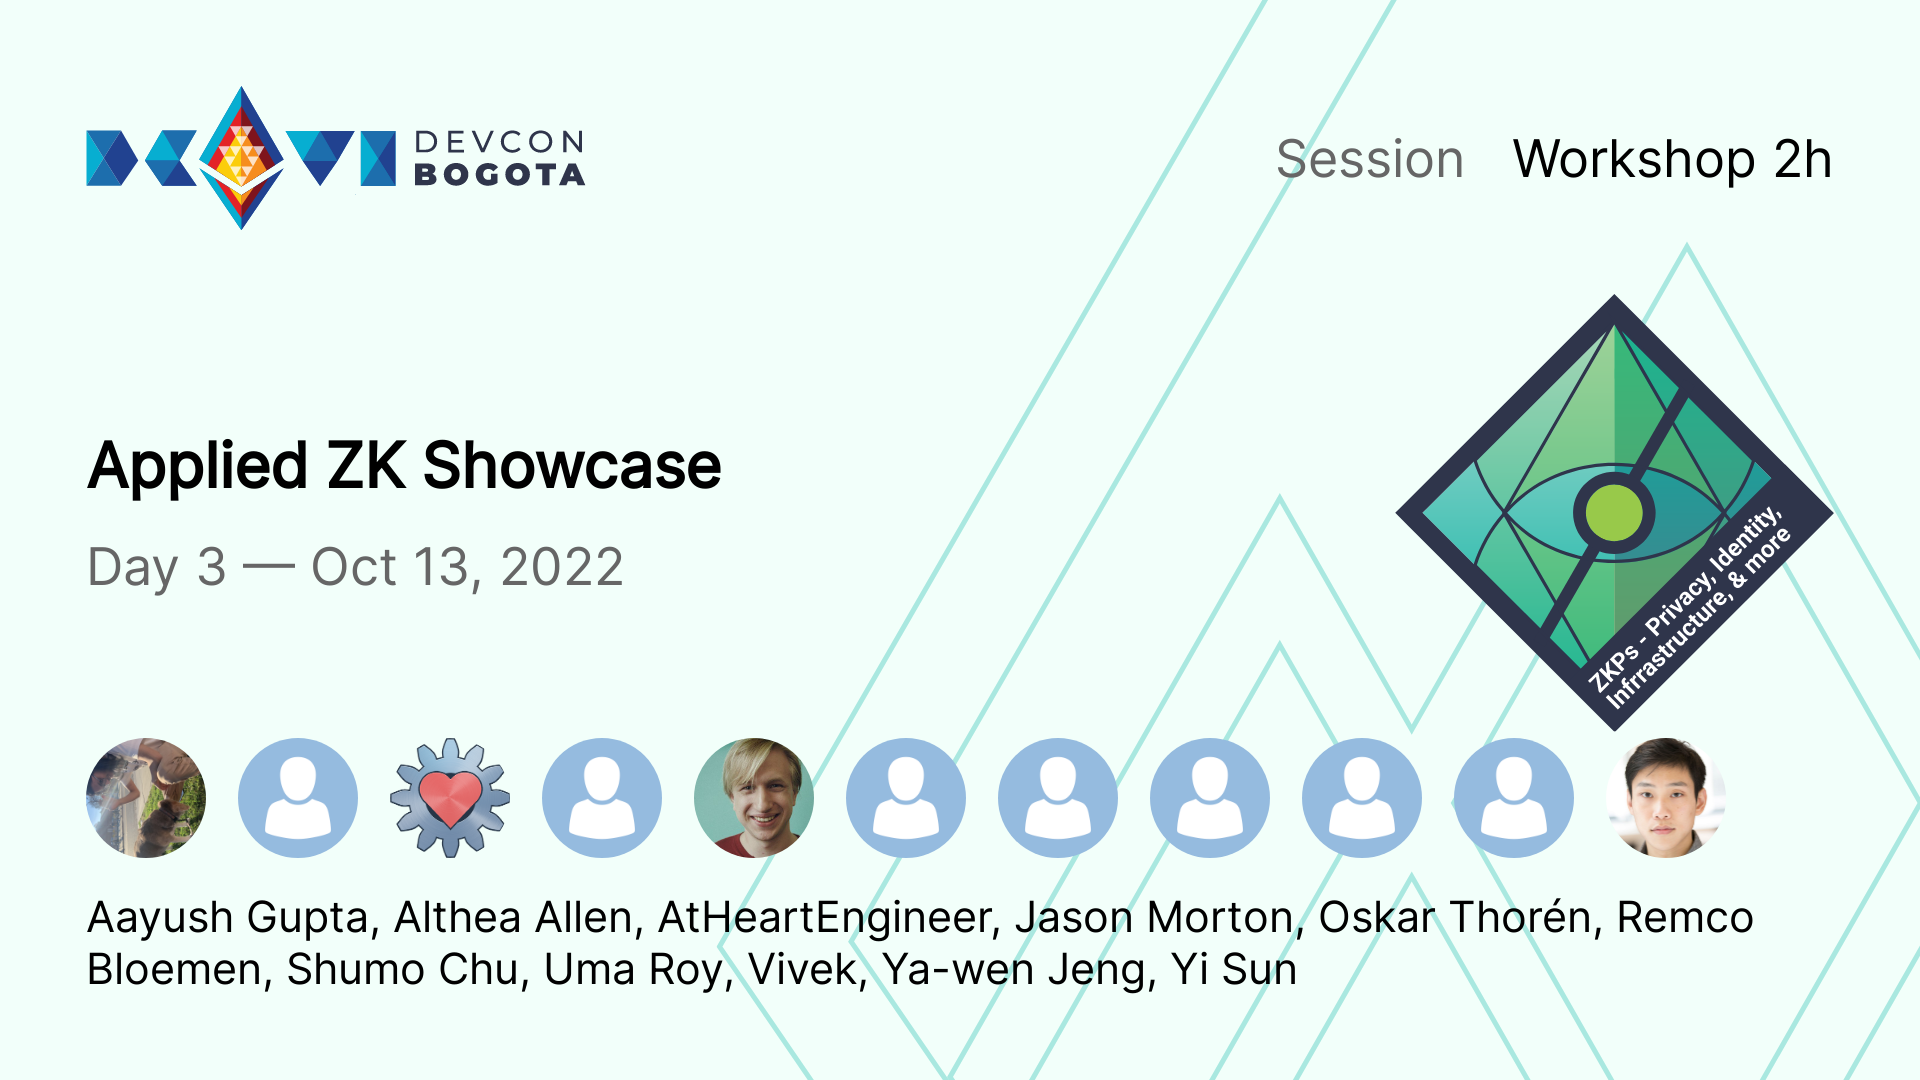 DEVCON
BOGOTA
Session Workshop 2h
Applied ZK Showcase
Day 3 — Oct 13, 2022
ZKPs - Privacy, Identity,
Infrrastructure, & more
Aayush Gupta, Althea Allen, AtHeartEngineer, Jason Morton, Oskar Thorén, Remco
Bloemen, Shumo Chu, Uma Roy, Vivek, Ya-wen Jeng, Yi Sun